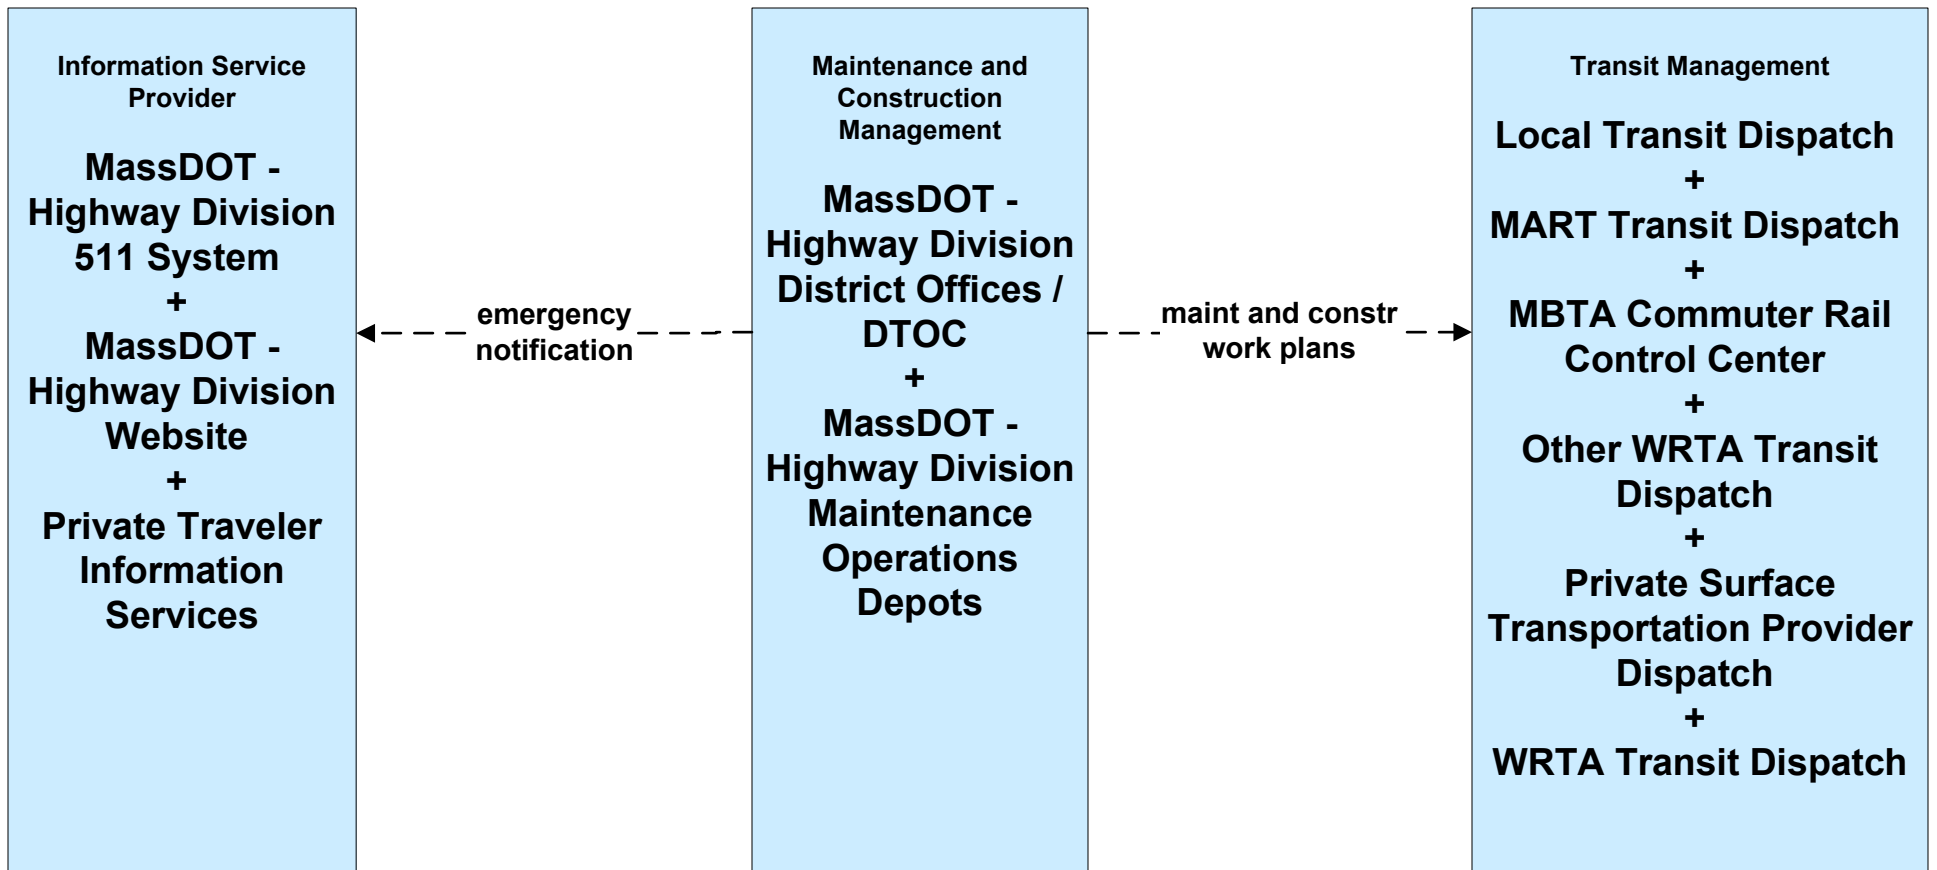 Information Service
Provider
MassDOT -
Highway Division
511 System
+
MassDOT -
Highway Division
Website
+
Private Traveler
Information
Services
emergency
notification
Maintenance and
Construction
Management
MassDOT -
Highway Division
District Offices /
DTOC
+
MassDOT -
Highway Division
Maintenance
Operations
Depots
maint and constr
work plans
Transit Management
Local Transit Dispatch
+
MART Transit Dispatch
+
MBTA Commuter Rail
Control Center
+
Other WRTA Transit
Dispatch
+
Private Surface
Transportation Provider
Dispatch
+
WRTA Transit Dispatch